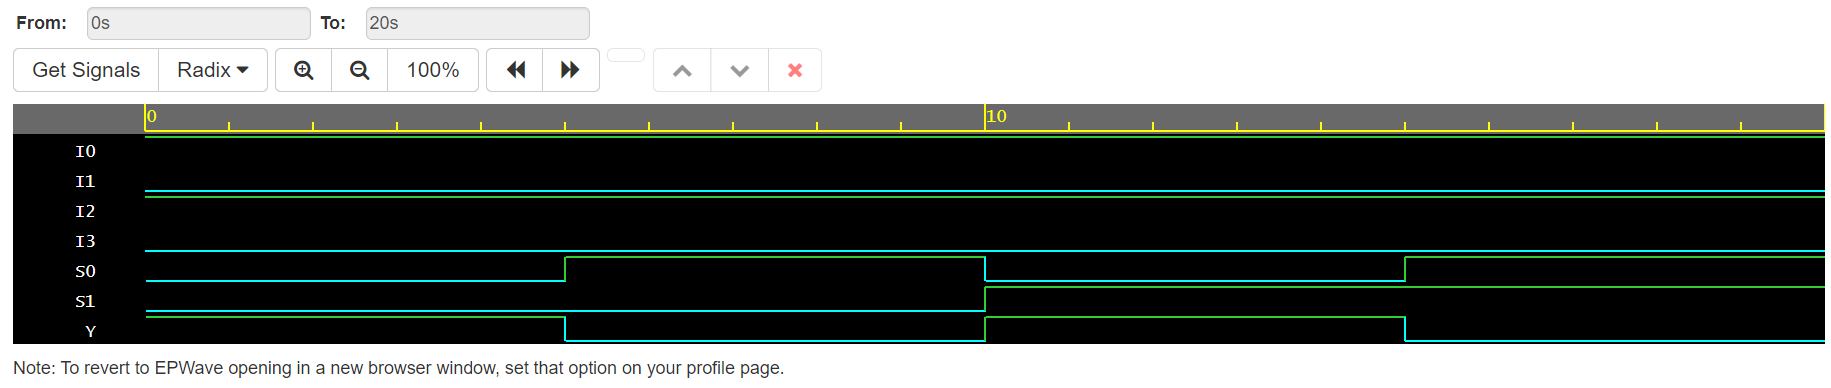 From: 0s To: 20s
Get Signals Radix 100%
0 10
I0
I1
I2
I3
S0
S1
Y
Note: To revert to EPWave opening in a new browser window, set that option on your profile page.